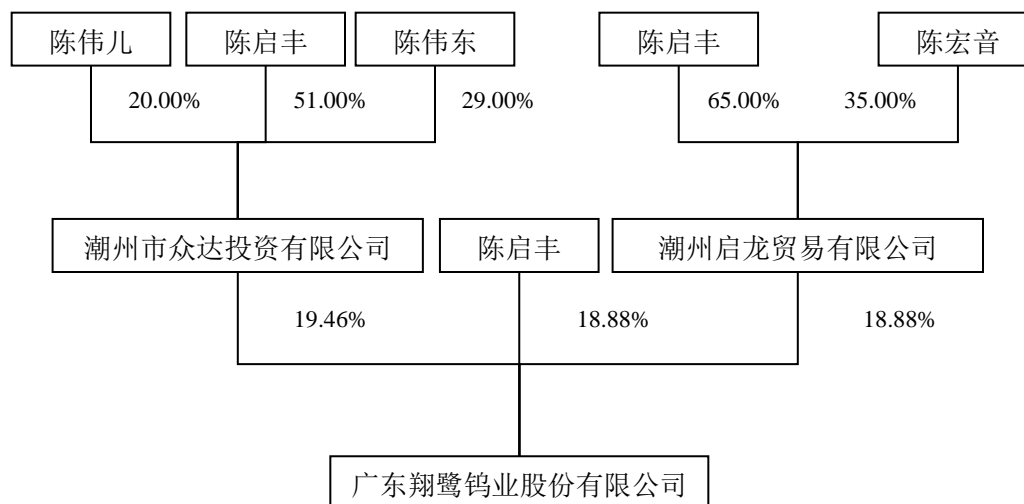 陈伟儿 陈启丰 陈伟东 陈启丰 陈宏音
20.00% 51.00% 29.00% 65.00% 35.00%
潮州市众达投资有限公司 陈启丰 潮州启龙贸易有限公司
19.46% 18.88% 18.88%
广东翔鹭钨业股份有限公司